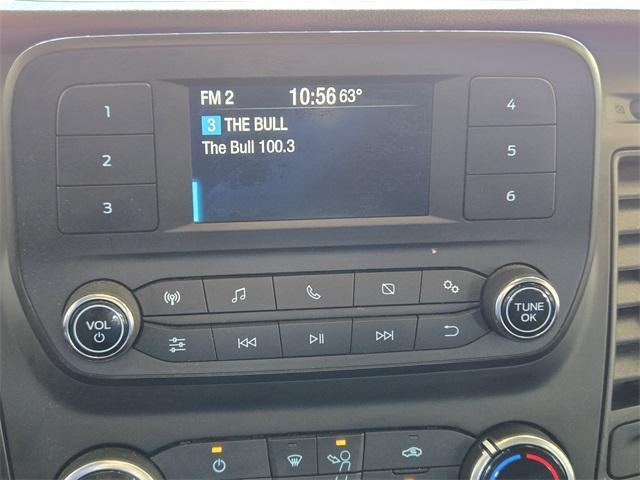 FM 2 10:56 63°
3 THE BULL
The Bull 100.3
1
2
3
4
5
6
VOL
TUNE
OK